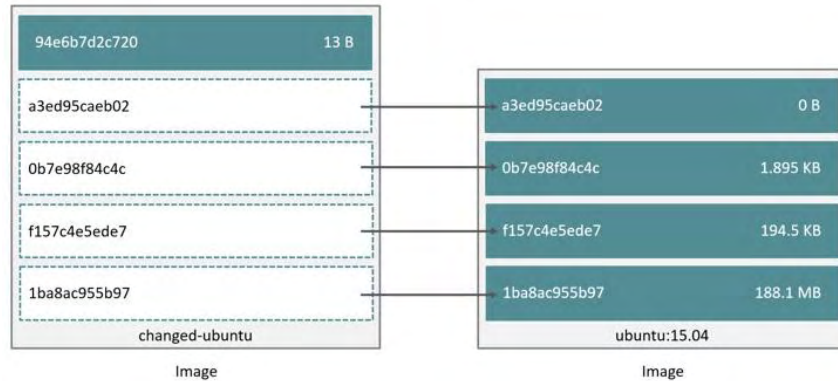 94e6b7d2c720 13 B
a3ed95caeb02
0b7e98f84c4c
f157c4e5ede7
1ba8ac955b97
changed-ubuntu
Image
a3ed95caeb02 0 B
0b7e98f84c4c 1.895 KB
f157c4e5ede7 194.5 KB
1ba8ac955b97 188.1 MB
ubuntu:15.04
Image